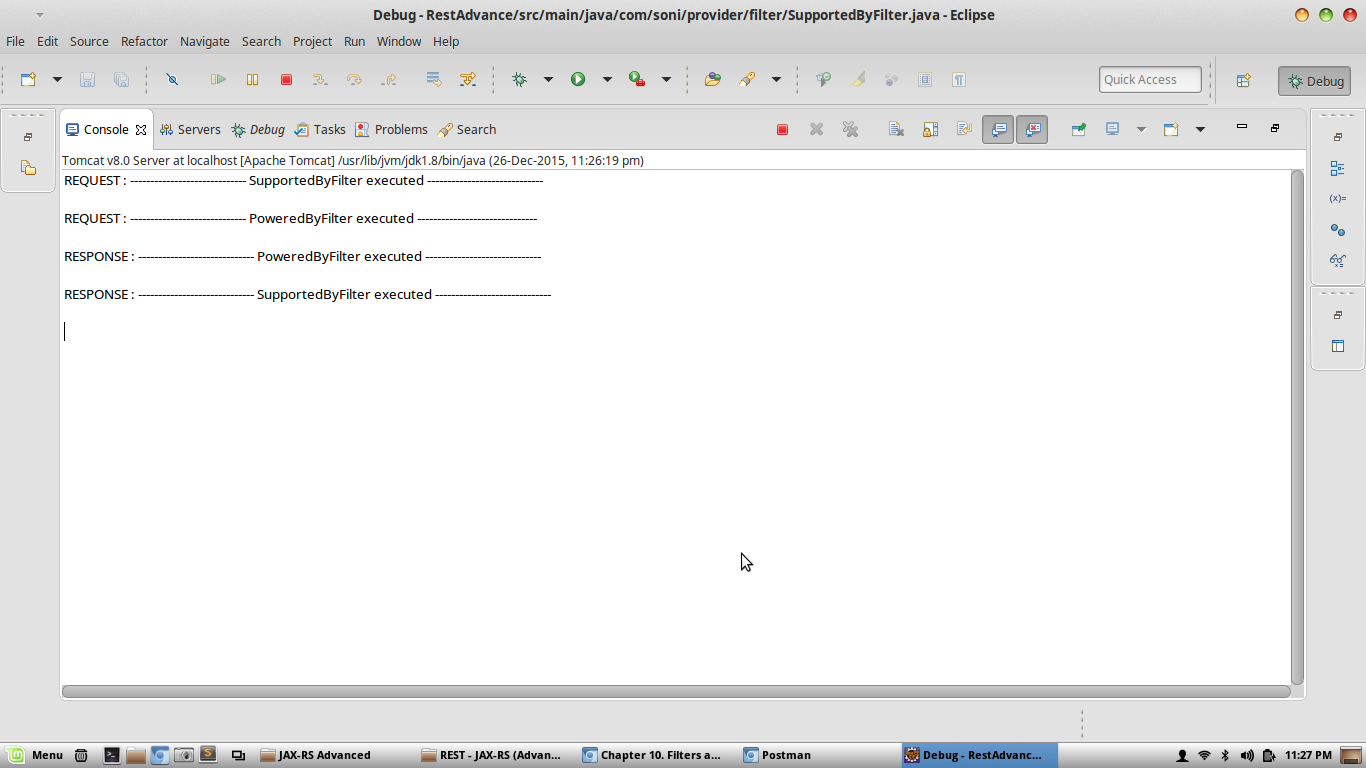 Debug - RestAdvance/src/main/java/com/soni/provider/filter/SupportedByFilter.java - Eclipse
File Edit Source Refactor Navigate Search Project Run Window Help
Quick Access
Debug
Console Servers Debug Tasks Problems Search
Tomcat v8.0 Server at localhost [Apache Tomcat] /usr/lib/jvm/jdk1.8/bin/java (26-Dec-2015, 11:26:19 pm)
REQUEST : ----------------------------- SupportedByFilter executed -----------------------------
REQUEST : ----------------------------- PoweredByFilter executed ------------------------------
RESPONSE : ----------------------------- PoweredByFilter executed -----------------------------
RESPONSE : ----------------------------- SupportedByFilter executed -----------------------------
(x)=
Menu JAX-RS Advanced REST - JAX-RS (Advan... Chapter 10. Filters a... Postman Debug - RestAdvanc... 11:27 PM